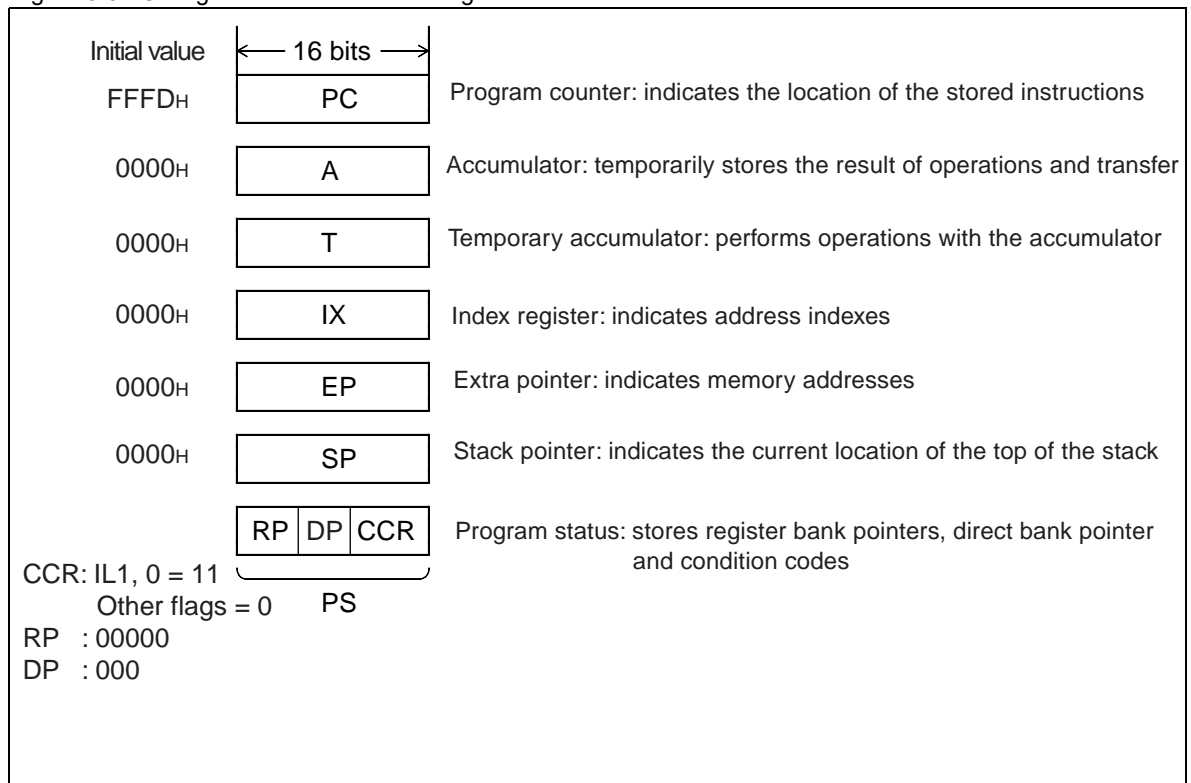 Initial value
16 bits
FFFDH
PC
Program counter: indicates the location of the stored instructions
0000H
A
Accumulator: temporarily stores the result of operations and transfer
0000H
T
Temporary accumulator: performs operations with the accumulator
0000H
IX
Index register: indicates address indexes
0000H
EP
Extra pointer: indicates memory addresses
0000H
SP
Stack pointer: indicates the current location of the top of the stack
RP DP CCR
Program status: stores register bank pointers, direct bank pointer
and condition codes
CCR: IL1, 0 = 11
Other flags = 0
PS
RP : 00000
DP : 000